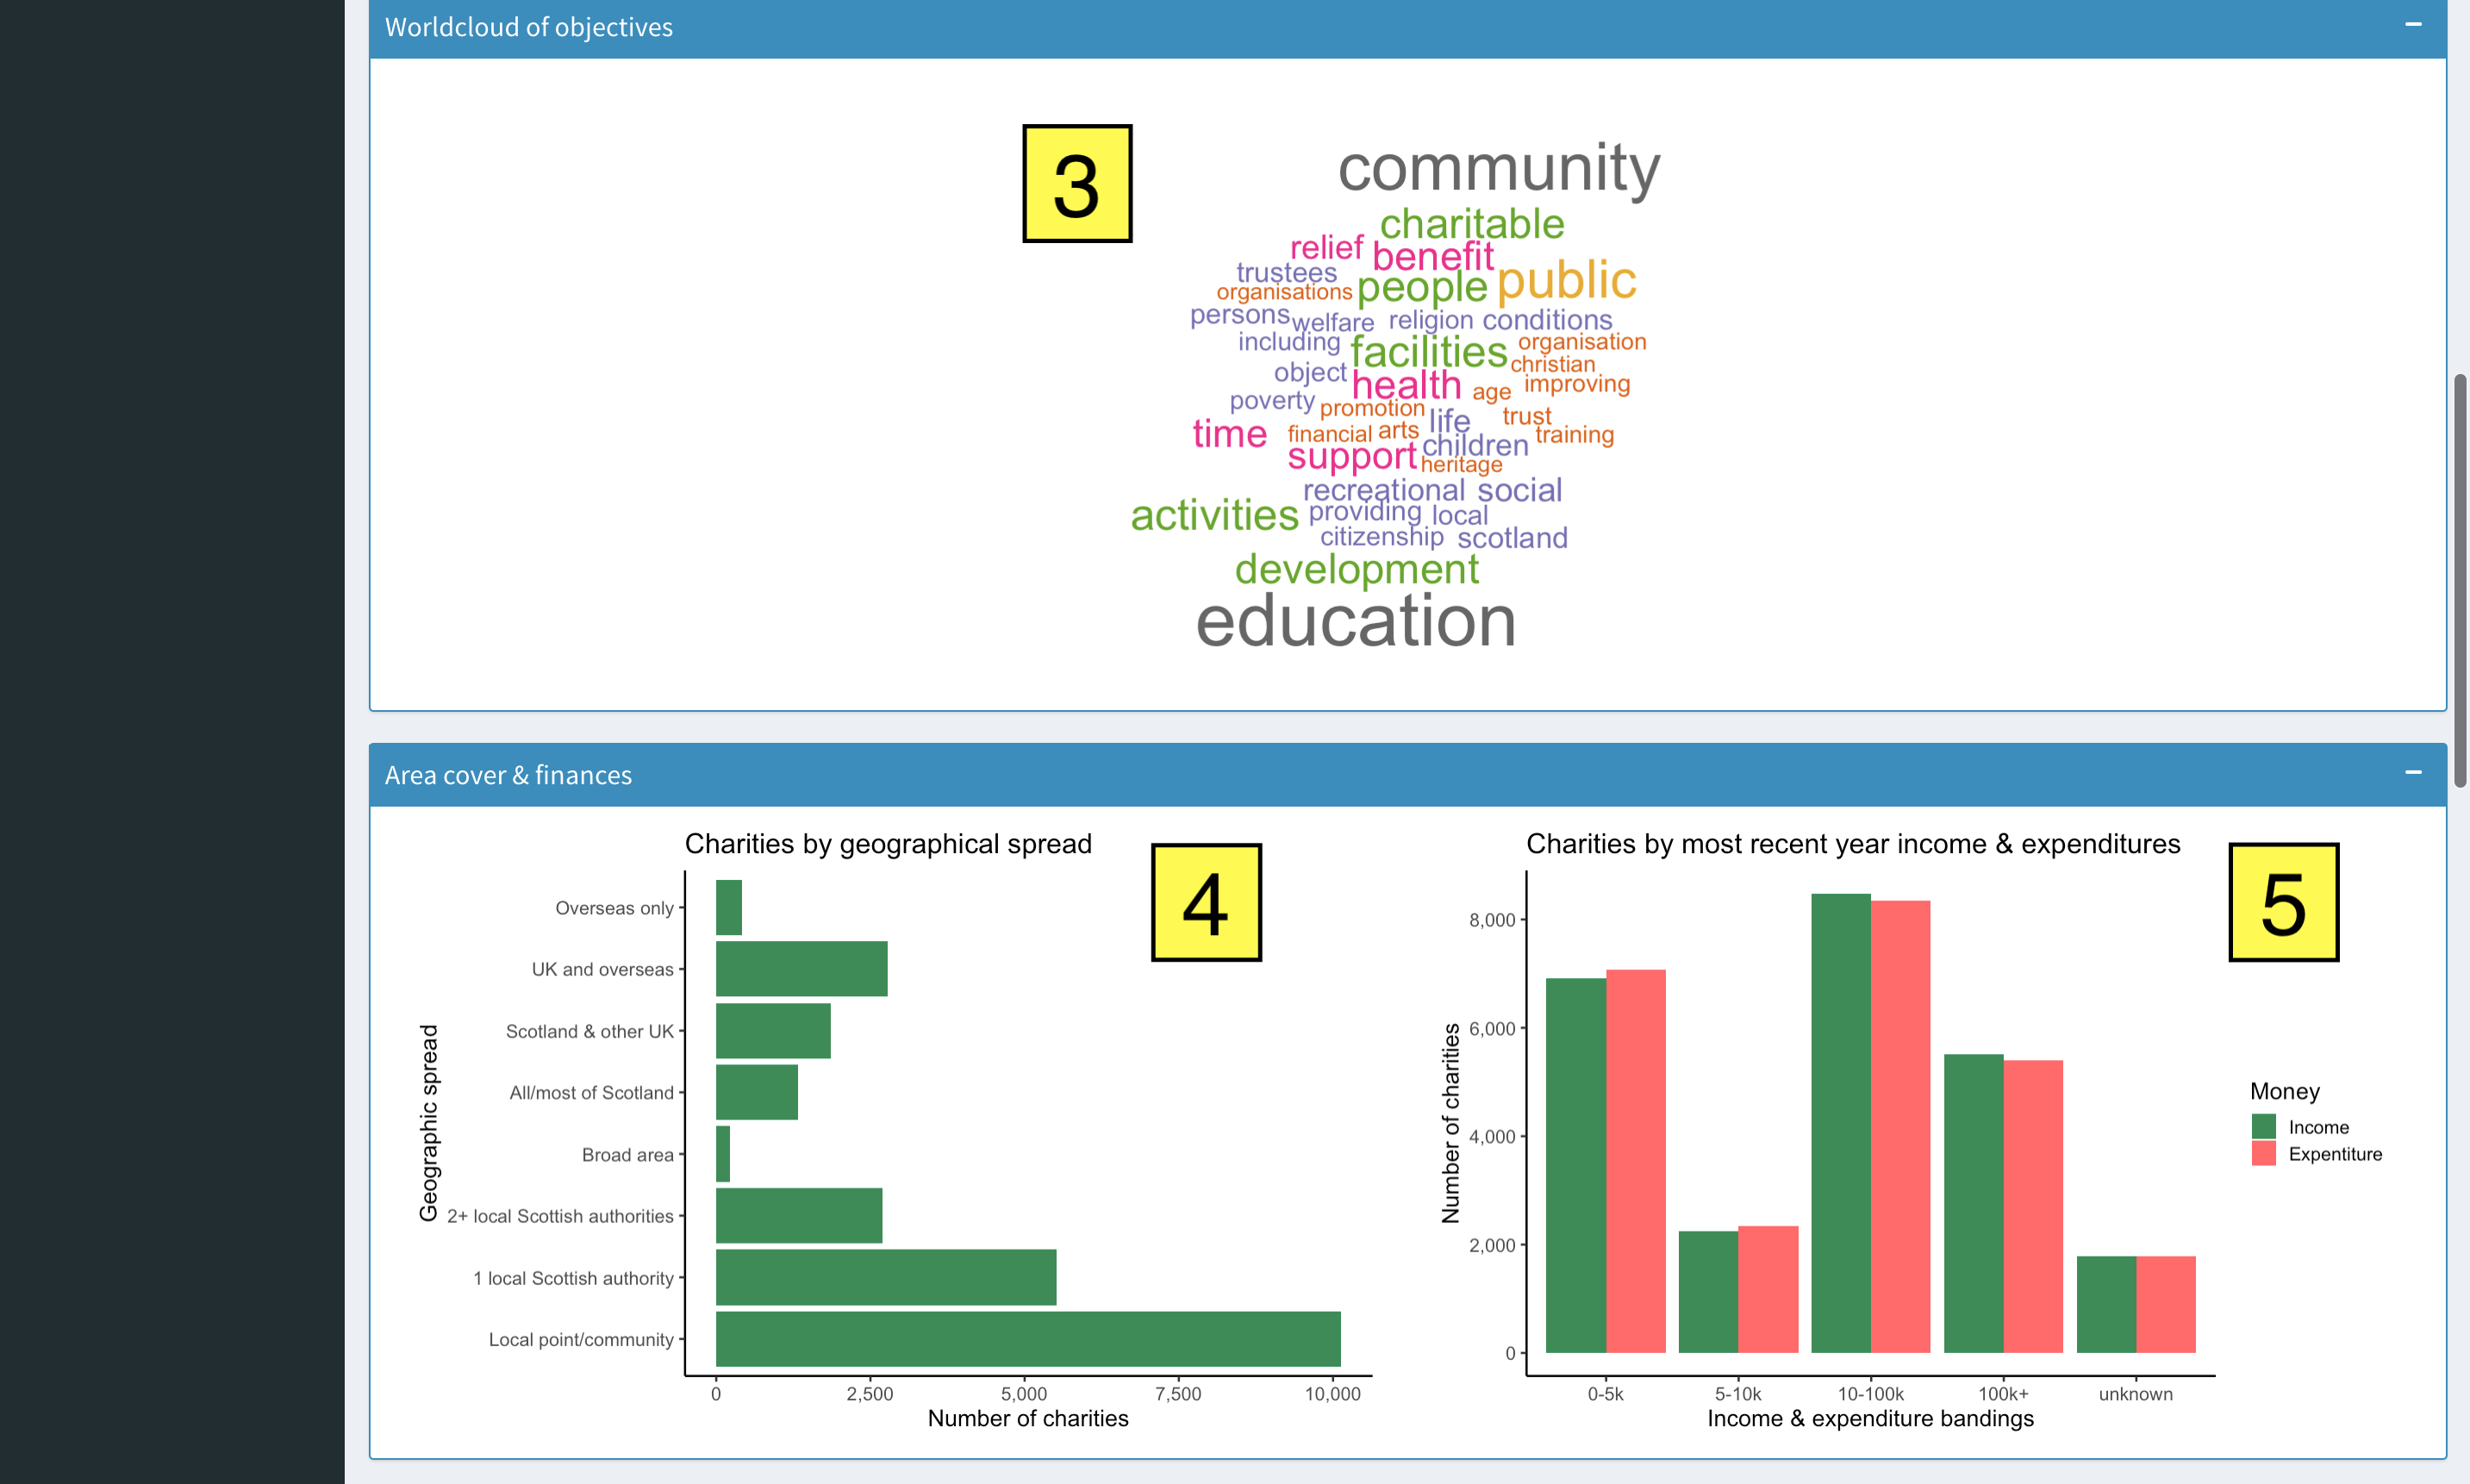 Worldcloud of objectives
3
community
charitable
relief benefit
trustees
organisations people public
persons welfare religion conditions
including facilities organisation
christian
object health age improving
poverty promotion life trust
time financial arts children training
support heritage
recreational social
activities providing local
citizenship scotland
development
education
Area cover & finances
Charities by geographical spread
4
Geographic spread
Overseas only
UK and overseas
Scotland & other UK
All/most of Scotland
Broad area
2+ local Scottish authorities
1 local Scottish authority
Local point/community
0 2,500 5,000 7,500 10,000
Number of charities
Charities by most recent year income & expenditures
5
Number of charities
8,000
6,000
4,000
2,000
0
0-5k 5-10k 10-100k 100k+ unknown
Income & expenditure bandings
Money
Income
Expentiture